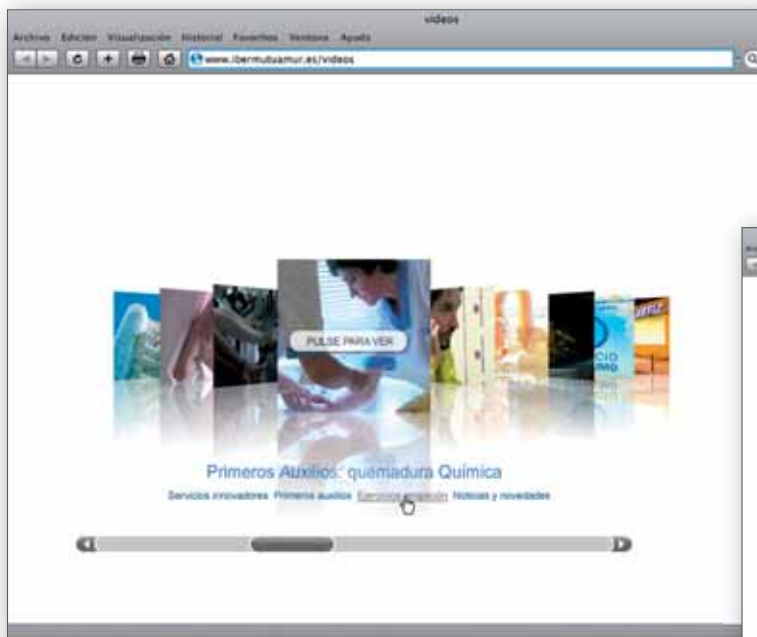 videos
Archivo Edición Visualización Historial Favoritos Ventana Ayuda
www.ibermutuamur.es/videos
PULSE PARA VER
Primeros Auxilios: quemadura Química
Servicios innovadores Primeros auxilios Ejercicios Noticias y novedades